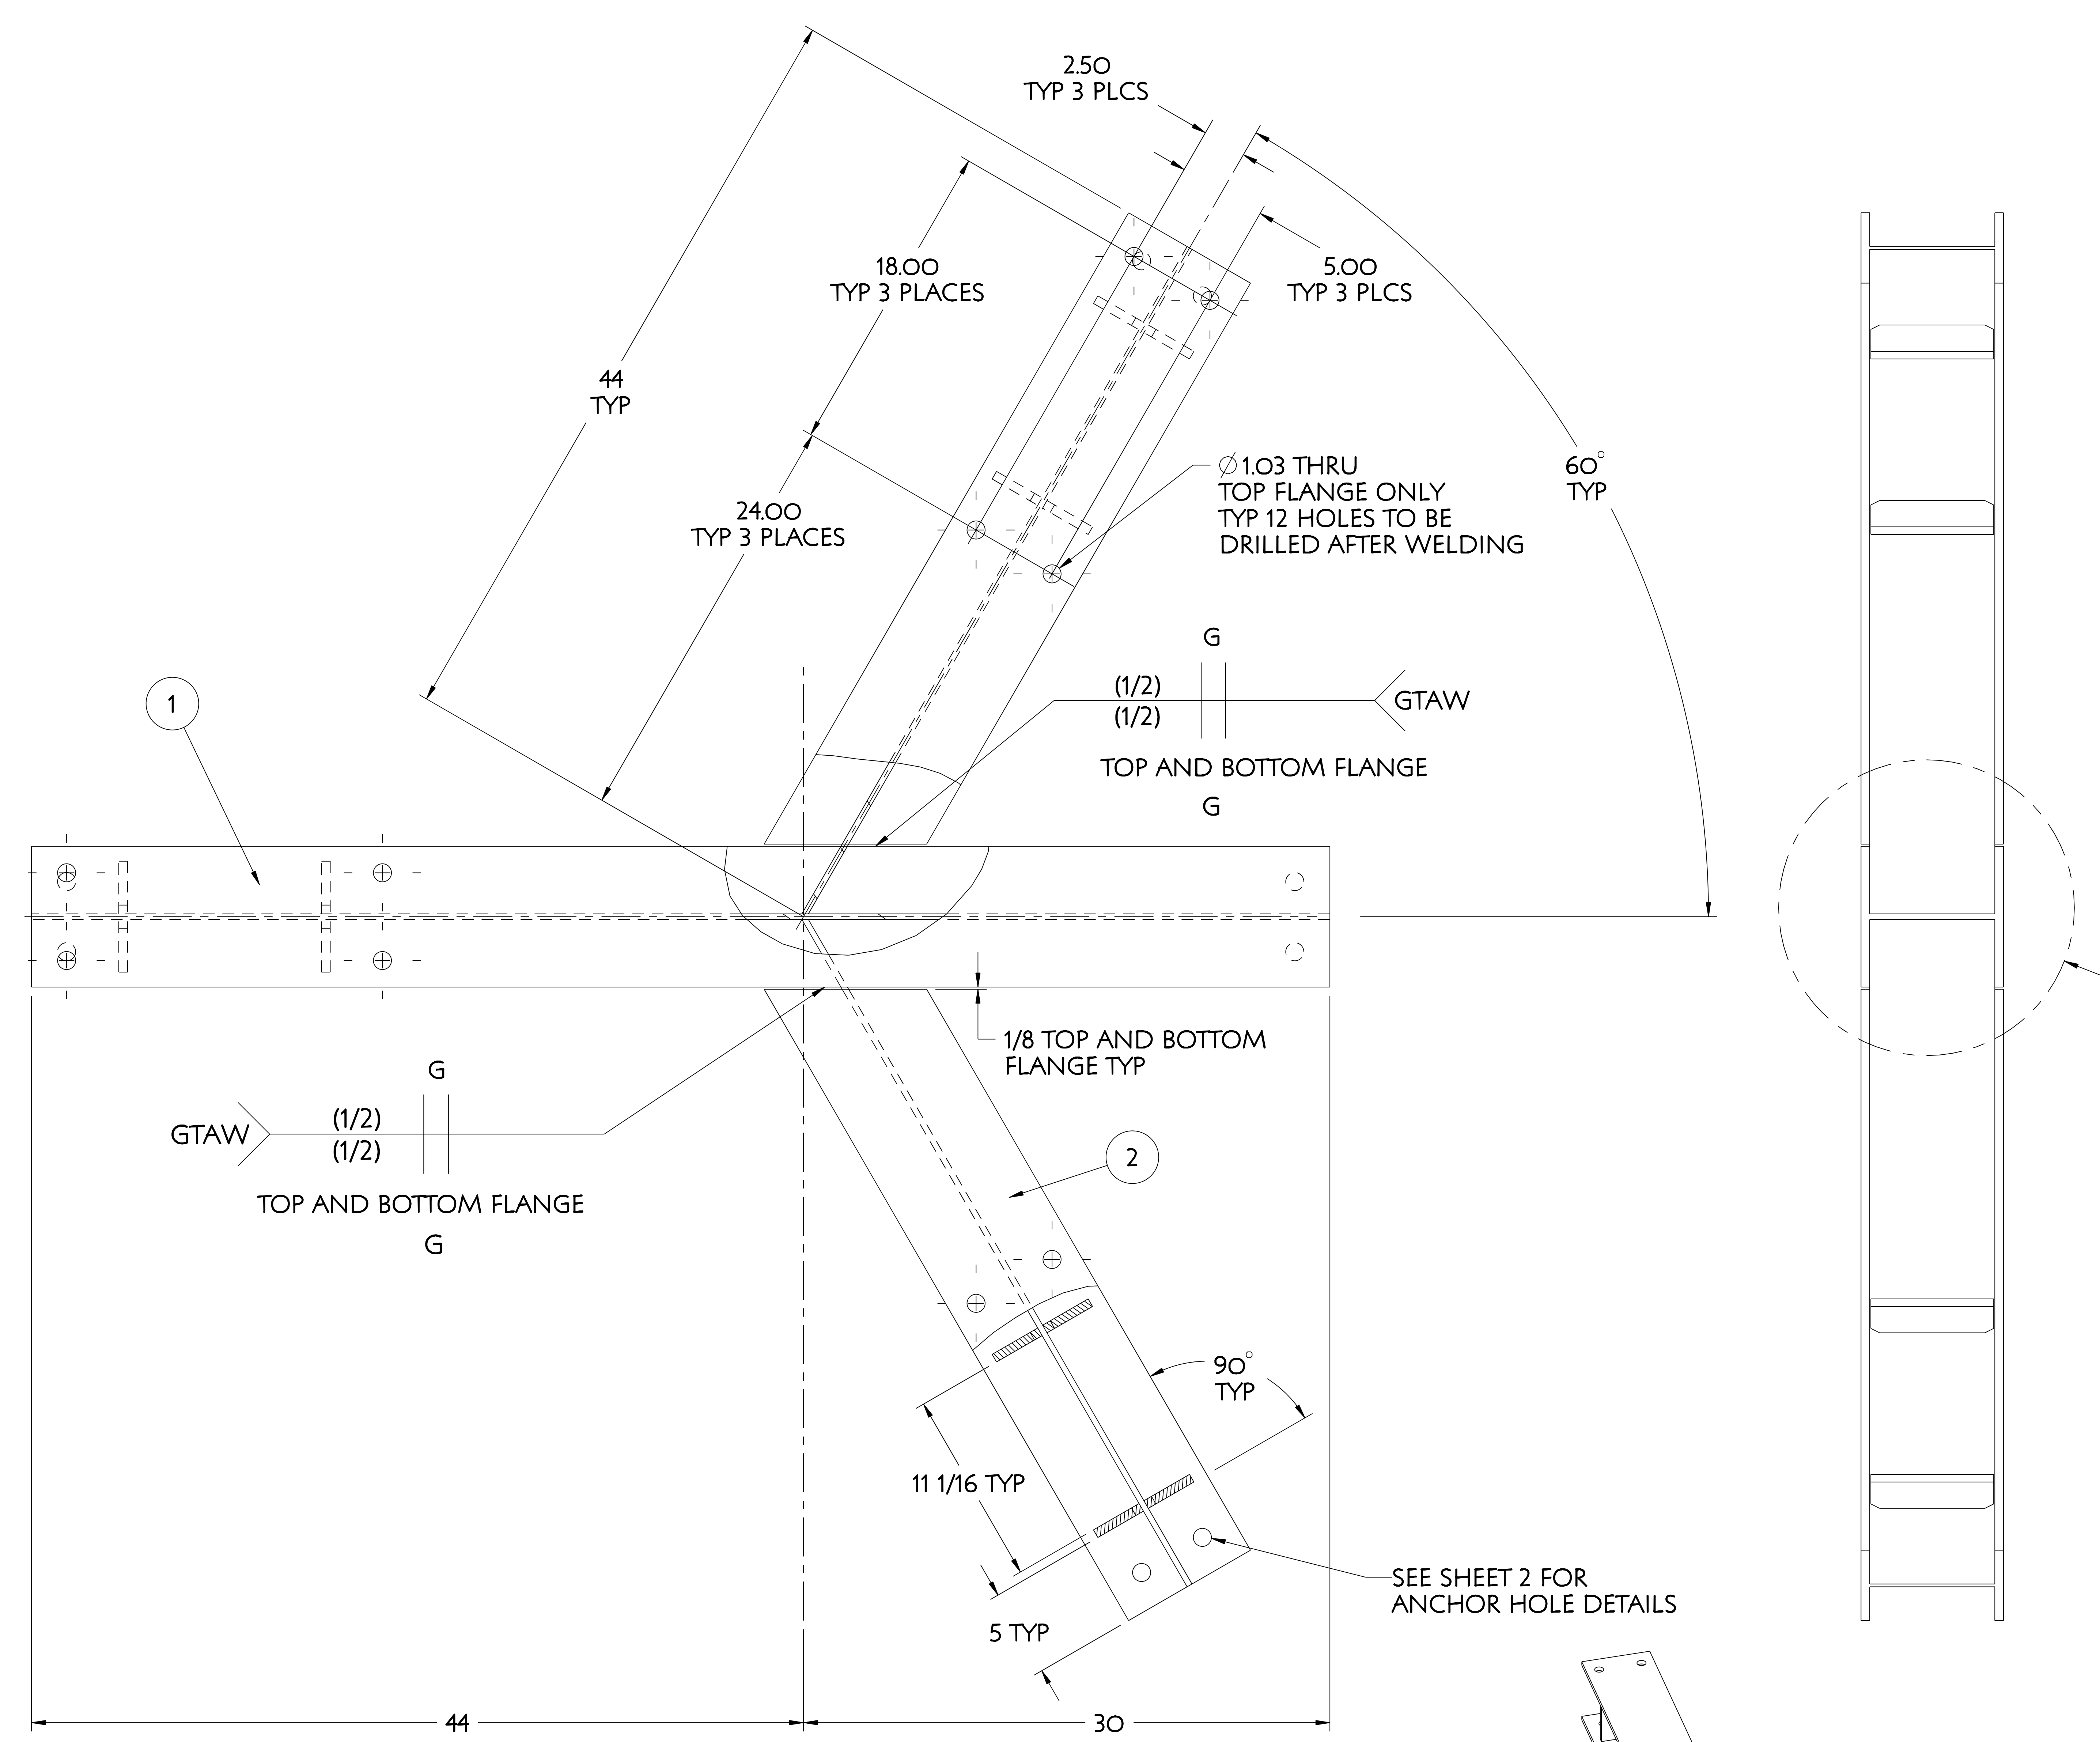 2.50
TYP 3 PLCS
18.00
TYP 3 PLACES
5.00
TYP 3 PLCS
44
TYP
60°
TYP
⌀1.03 THRU
TOP FLANGE ONLY
TYP 12 HOLES TO BE
DRILLED AFTER WELDING
24.00
TYP 3 PLACES
G
(1/2)
(1/2)
GTAW
TOP AND BOTTOM FLANGE
G
1
1/8 TOP AND BOTTOM
FLANGE TYP
G
GTAW
(1/2)
(1/2)
TOP AND BOTTOM FLANGE
G
2
90°
TYP
11 1/16 TYP
SEE SHEET 2 FOR
ANCHOR HOLE DETAILS
5 TYP
44
30